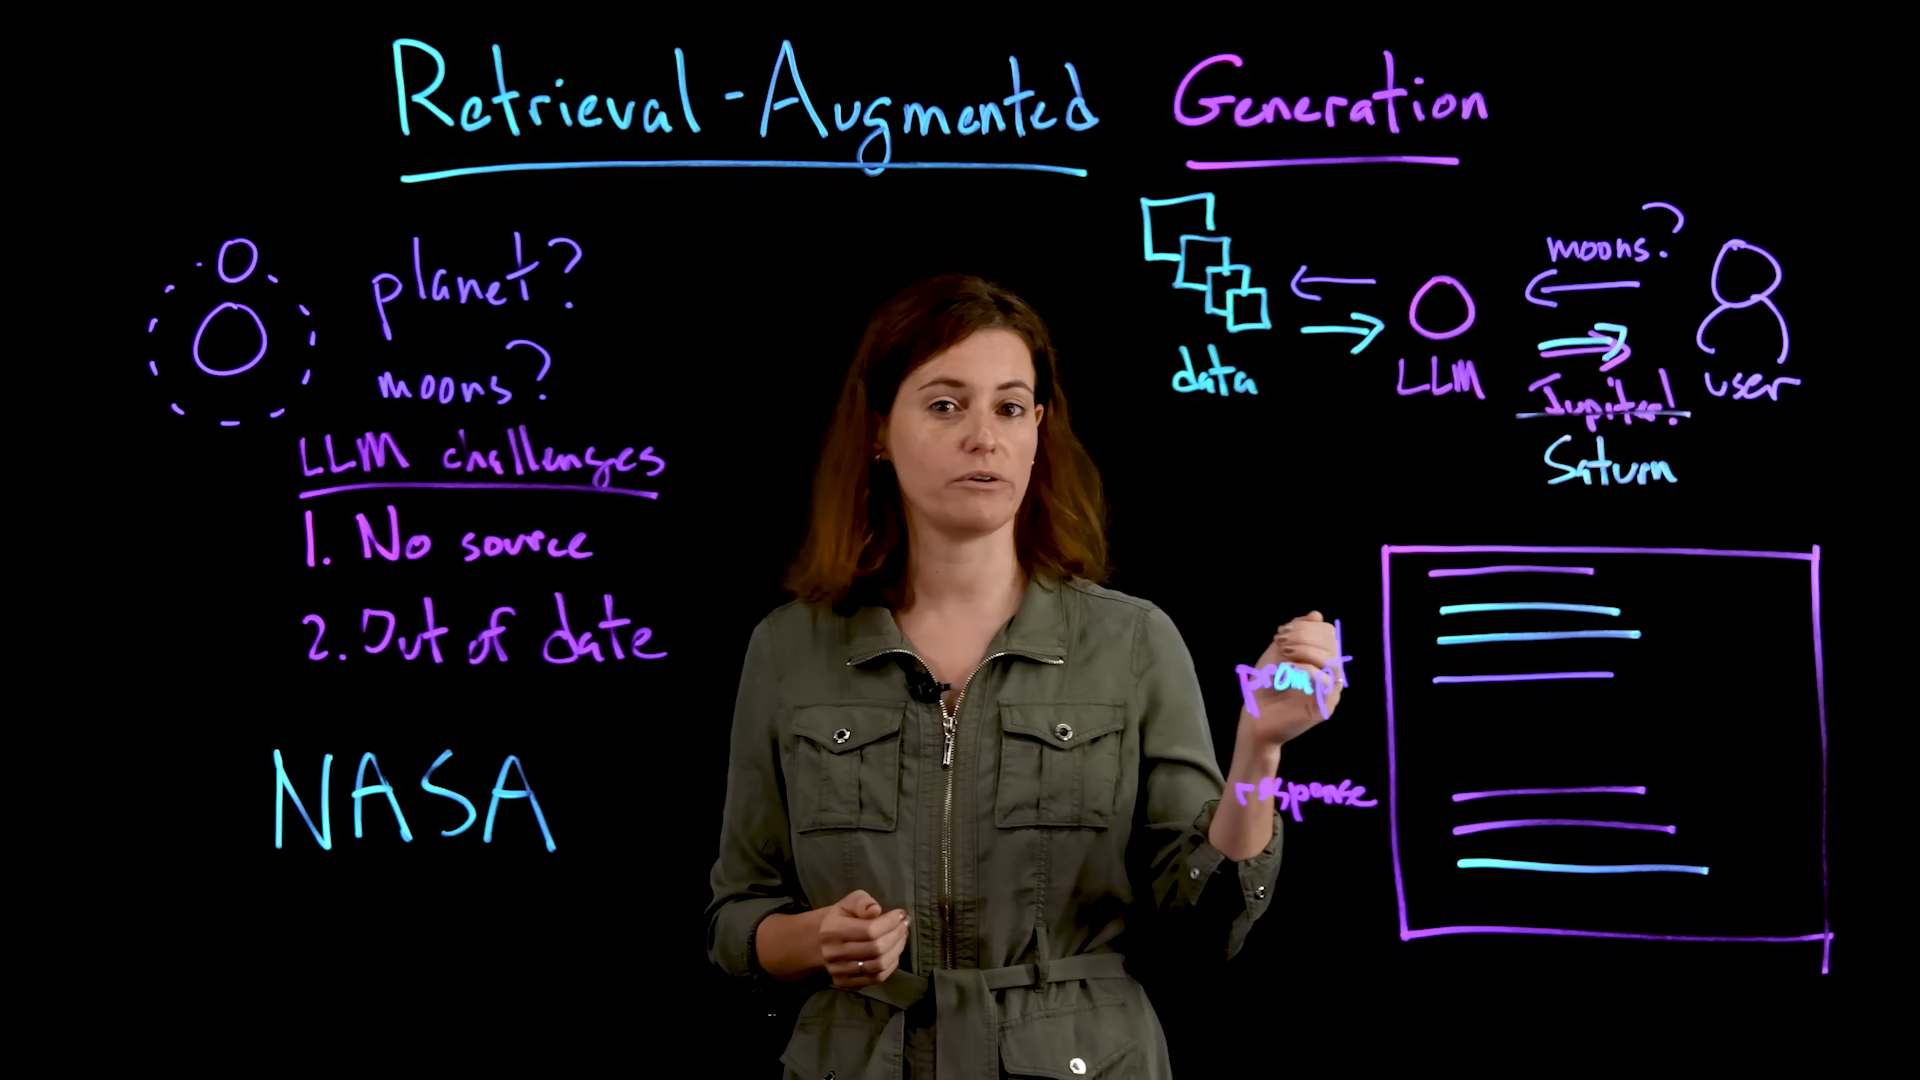 Retrieval-Augmented Generation
planet?
moons?
LLM challenges
1. No source
2. Out of date
NASA
data
LLM
moons?
Jupiter!
Saturn
user
prompt
response